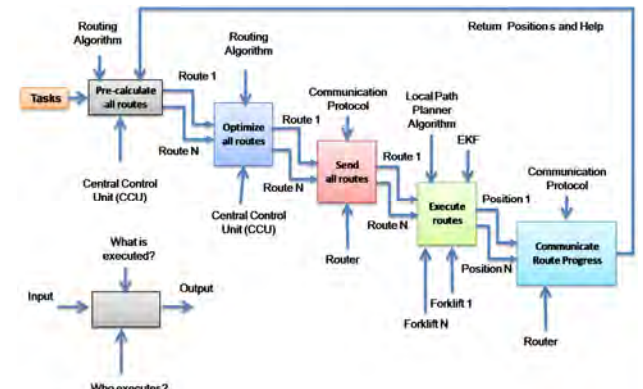 Return Positions and Help
Routing
Algorithm
Routing
Algorithm
Tasks
Pre-calculate
all routes
Route 1
Route N
Central Control
Unit (CCU)
Optimize
all routes
Route 1
Route N
Central Control
Unit (CCU)
Communication
Protocol
Send
all routes
Route 1
Route N
Router
Local Path
Planner
Algorithm
EKF
Execute
routes
Position 1
Position N
Forklift 1
Forklift N
Communication
Protocol
Communicate
Route Progress
Router
What is
executed?
Input
Output
Who executes?